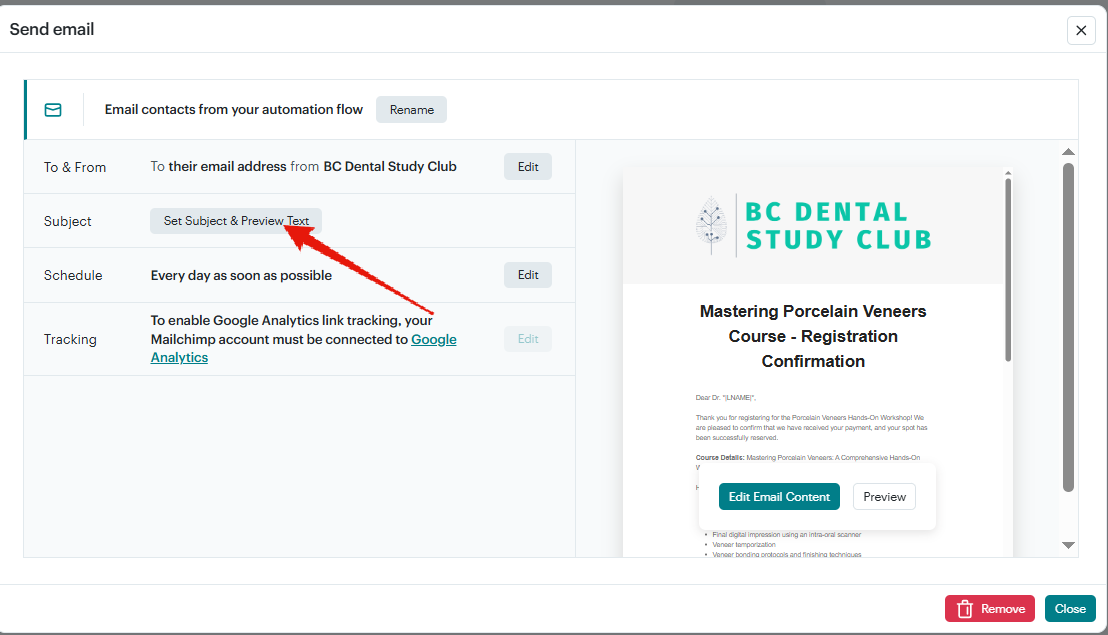 Send email
Email contacts from your automation flow
Rename
To & From
To their email address from BC Dental Study Club
Edit
Subject
Set Subject & Preview Text
Schedule
Every day as soon as possible
Edit
Tracking
To enable Google Analytics link tracking, your
Mailchimp account must be connected to Google
Analytics
Edit
BC DENTAL
STUDY CLUB
Mastering Porcelain Veneers
Course - Registration
Confirmation
Dear Dr. *|LNAME|*,
Thank you for registering for the Porcelain Veneers Hands-On Workshop! We
are pleased to confirm that we have received your payment, and your spot has
been successfully reserved.
Course Details: Mastering Porcelain Veneers: A Comprehensive Hands-On
Edit Email Content
Preview
• Final digital impression using an intra-oral scanner
• Veneer temporization
• Veneer bonding protocols and finishing techniques
Remove
Close